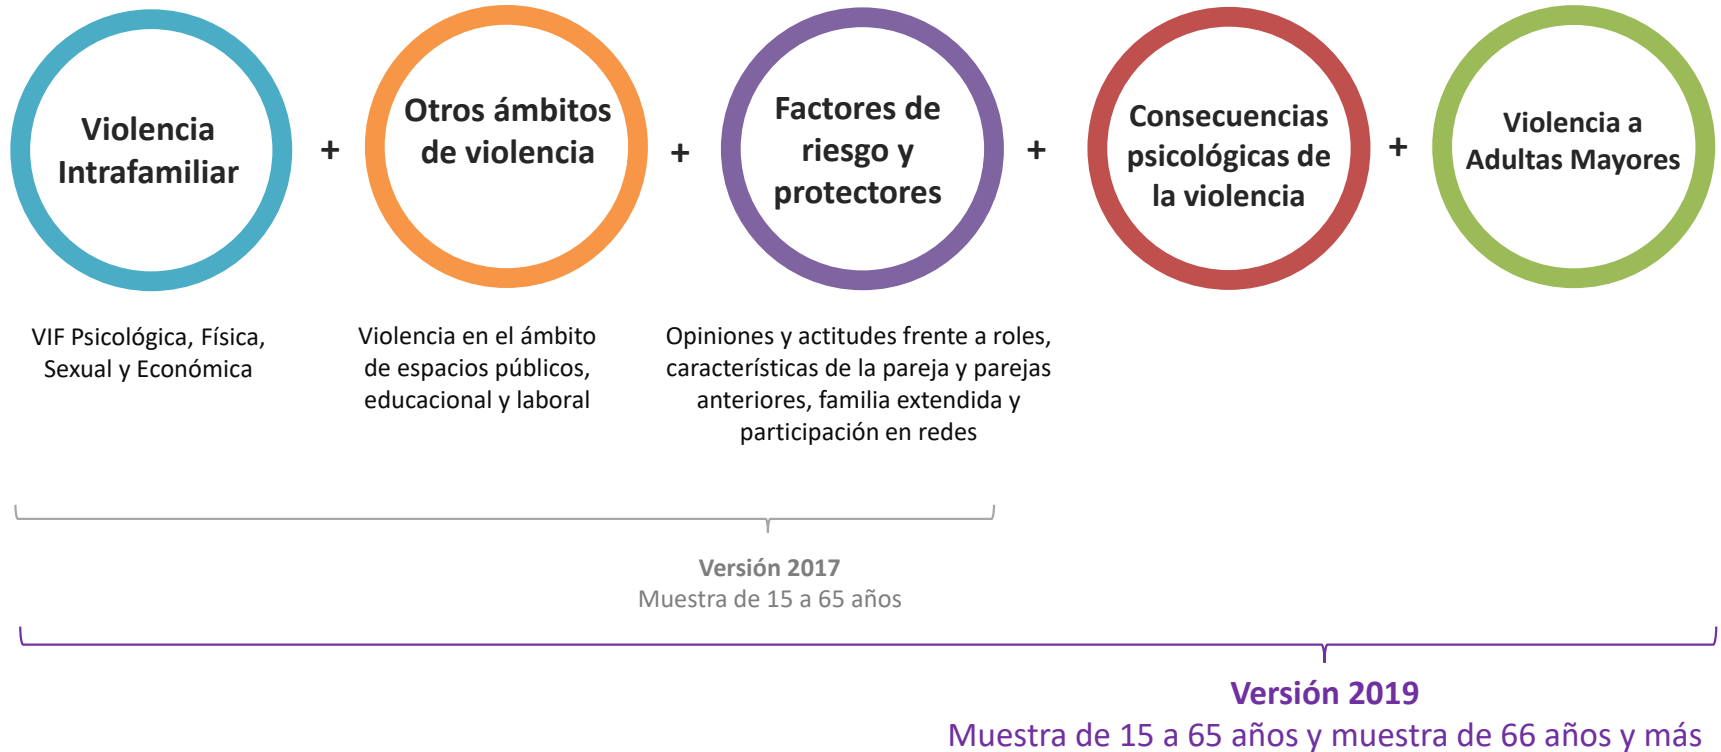 Violencia
Intrafamiliar
+
Otros ámbitos
de violencia
+
Factores de
riesgo y
protectores
+
Consecuencias
psicológicas de
la violencia
+
Violencia a
Adultas Mayores
VIF Psicológica, Física,
Sexual y Económica
Violencia en el ámbito
de espacios públicos,
educacional y laboral
Opiniones y actitudes frente a roles,
características de la pareja y parejas
anteriores, familia extendida y
participación en redes
Versión 2017
Muestra de 15 a 65 años
Versión 2019
Muestra de 15 a 65 años y muestra de 66 años y más